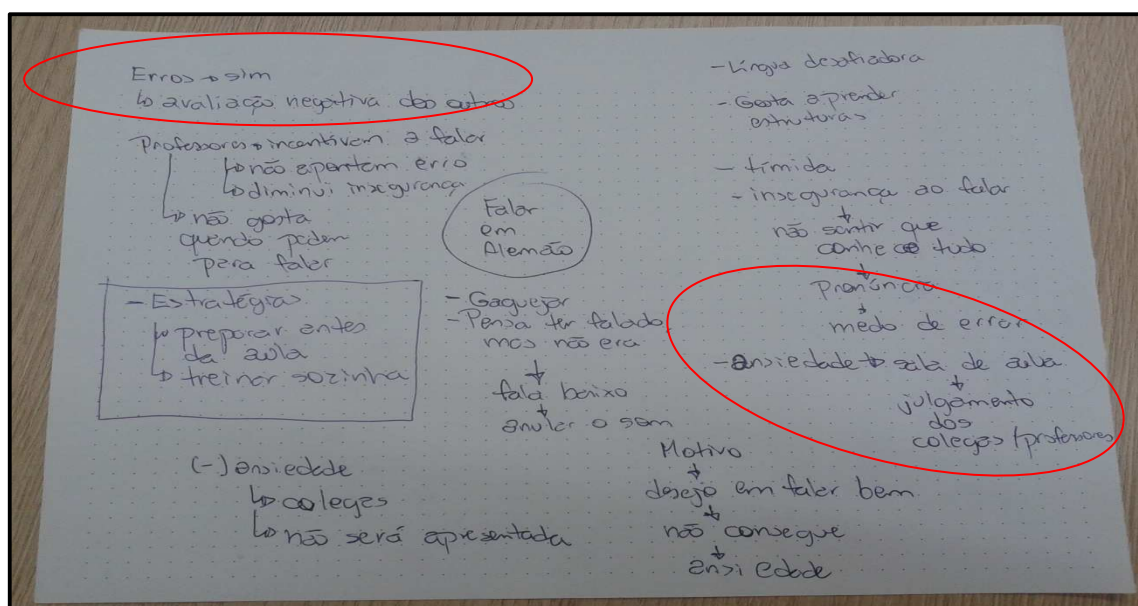 Erros → sim
↳ avaliação negativa dos outros
Professores → incentivam a falar
↳ não apontam erro
↳ diminui insegurança
↳ não gosta
quando pedem
para falar
- Estratégias
↳ preparar antes
da aula
↳ treinar sozinha
(-) ansiedade
↳ colegas
↳ não será apresentada
Falar
em
Alemão
- Gaguejar
- Pensa ter falado,
mas não era
↓
fala baixo
↓
anular o som
- Língua desafiadora
- Gosta aprender
estruturas
- tímida
- insegurança ao falar
↓
não sentir que
conhece tudo
↓
Pronúncia
↓
medo de errar
- ansiedade → sala de aula
↓
julgamento
dos
colegas/professores
Motivo
↓
desejo em falar bem
↓
não consegue
↓
ansiedade